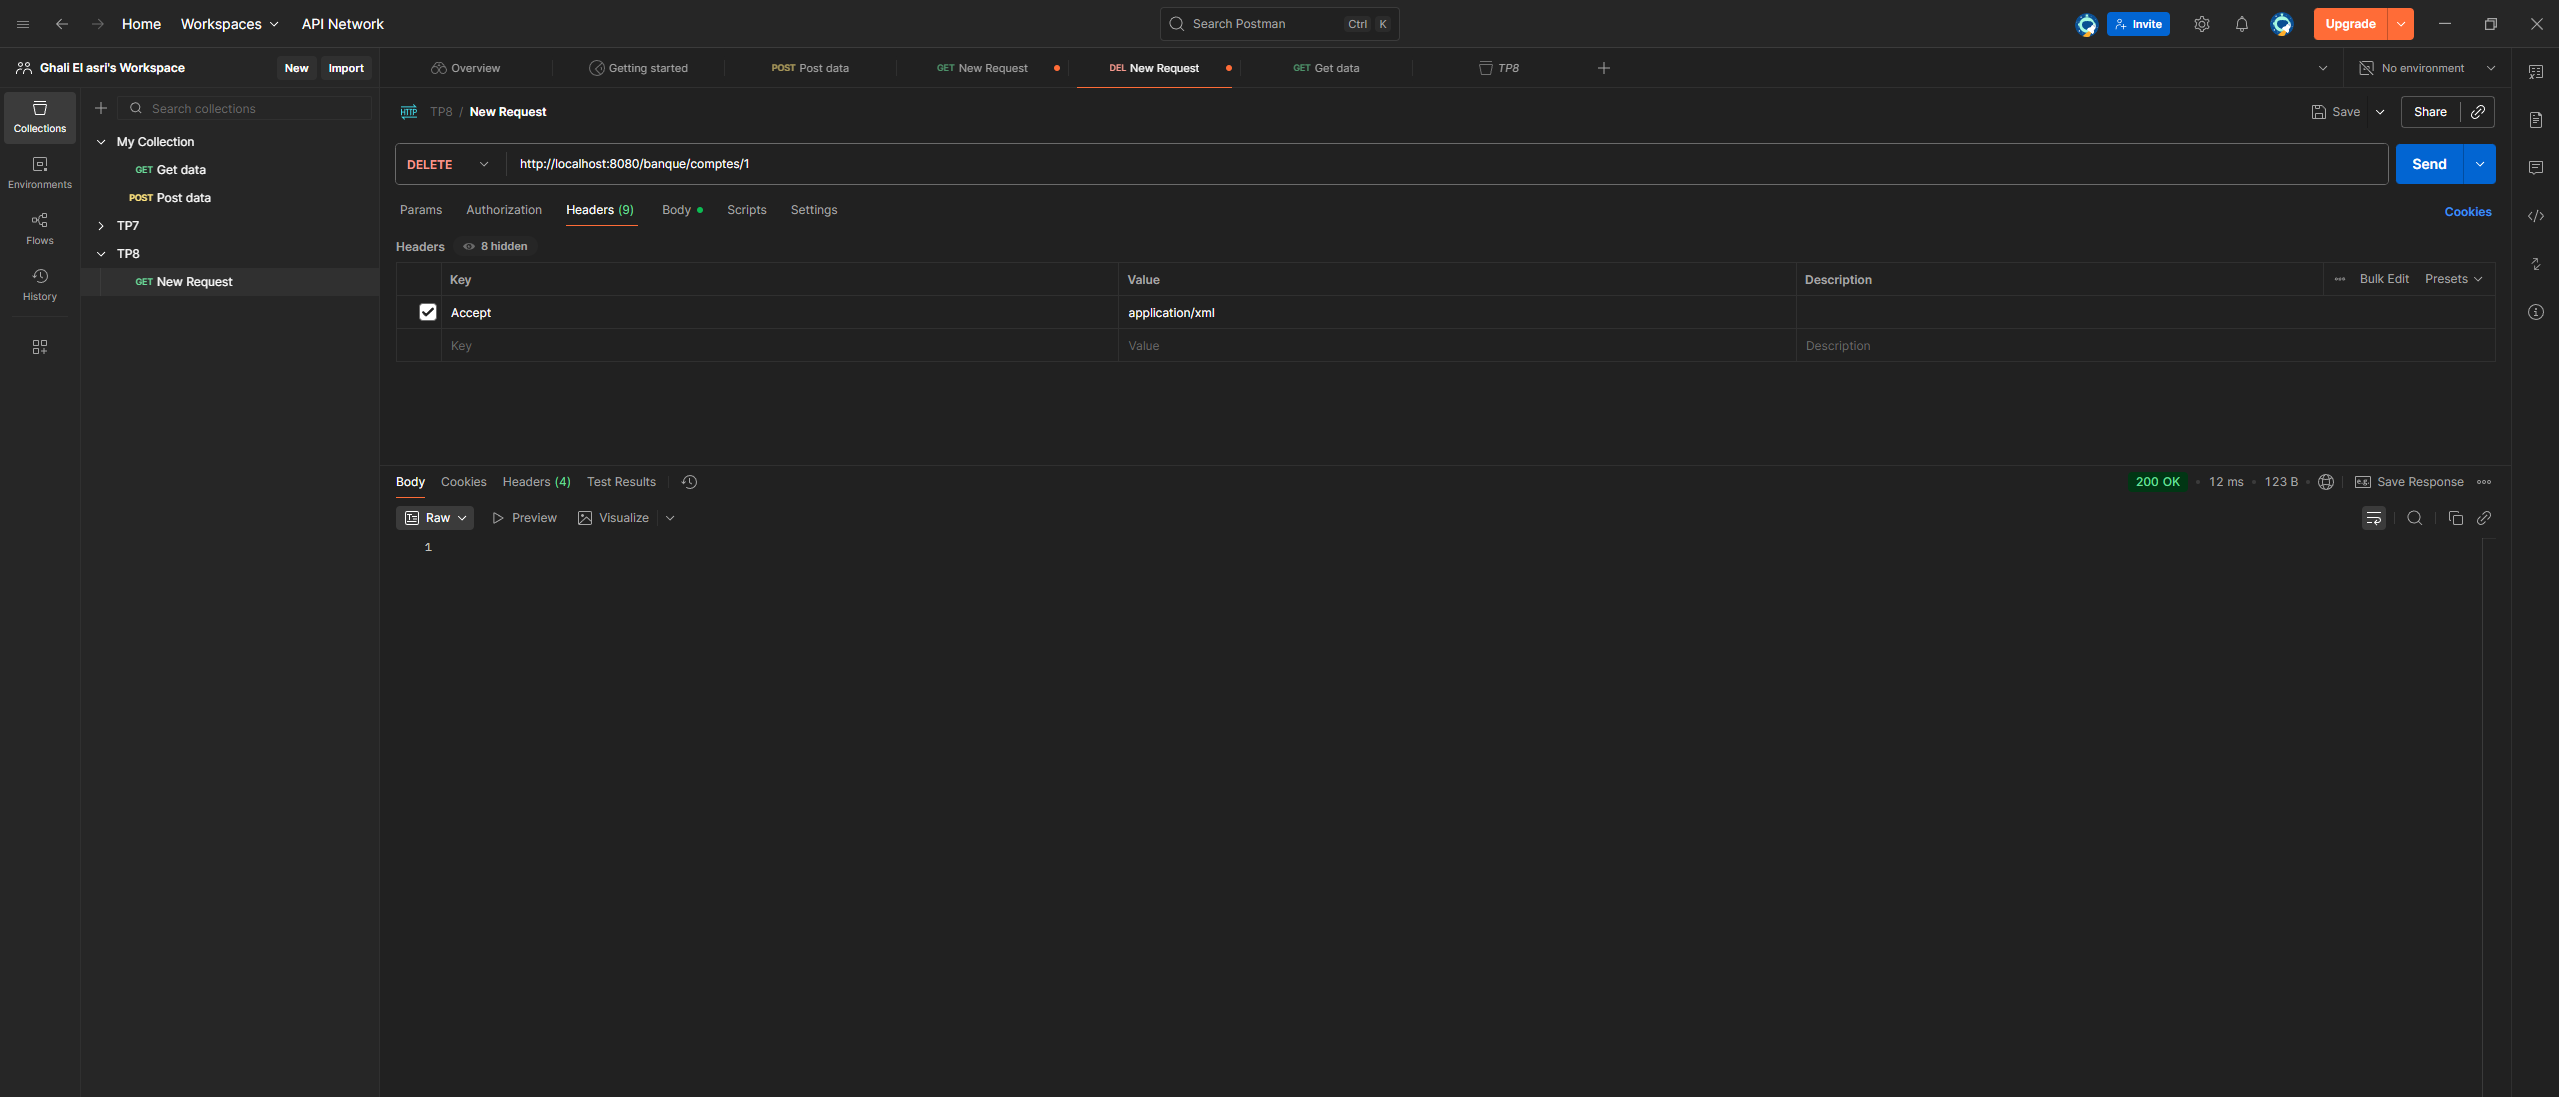 Home Workspaces API Network Search Postman Ctrl K Invite Upgrade
Ghali El asri's Workspace New Import Overview Getting started POST Post data GET New Request DEL New Request GET Get data TP8 No environment
Collections
Environments
Flows
History
Search collections
My Collection
GET Get data
POST Post data
TP7
TP8
GET New Request
HTTP TP8 / New Request Save Share
DELETE http://localhost:8080/banque/comptes/1 Send
Params Authorization Headers (9) Body Scripts Settings Cookies
Headers 8 hidden
Key Value Description Bulk Edit Presets
Accept application/xml
Key Value Description
Body Cookies Headers (4) Test Results 200 OK 12 ms 123 B e.g. Save Response
Raw Preview Visualize
1